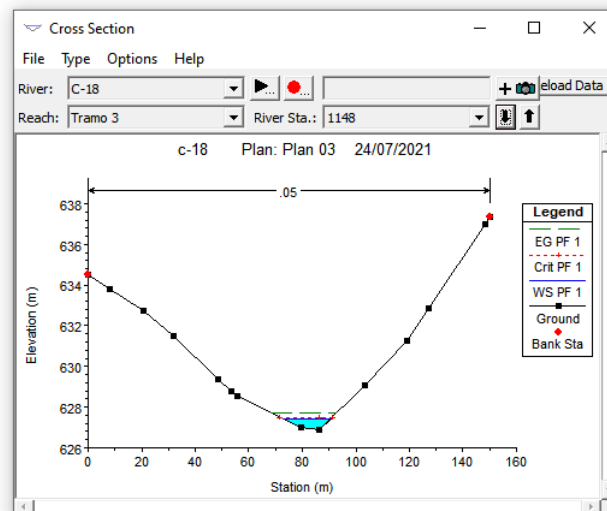 Cross Section
File Type Options Help
River: C-18 ... ... + eload Data
Reach: Tramo 3 River Sta.: 1148
c-18 Plan: Plan 03 24/07/2021
.05
Legend
EG PF 1
Crit PF 1
WS PF 1
Ground
Bank Sta
Elevation (m)
638
636
634
632
630
628
626
0 20 40 60 80 100 120 140 160
Station (m)